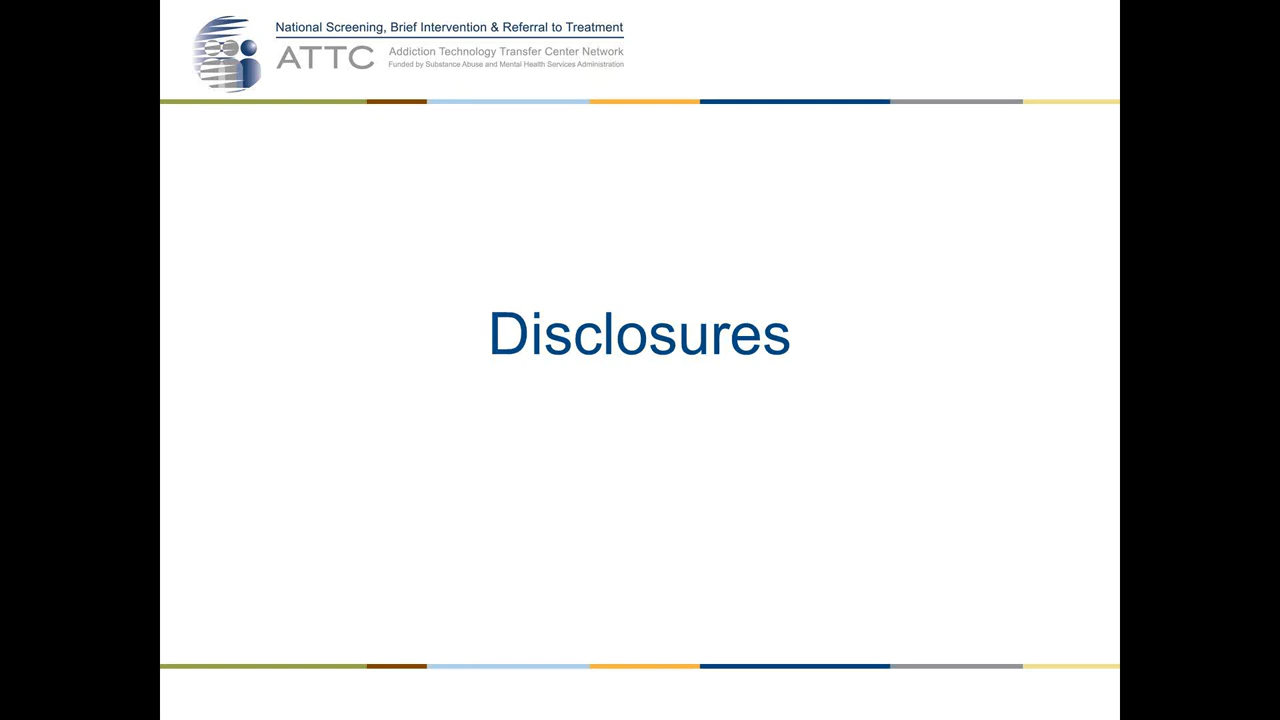 National Screening, Brief Intervention & Referral to Treatment
ATTC
Addiction Technology Transfer Center Network
Funded by Substance Abuse and Mental Health Services Administration
Disclosures